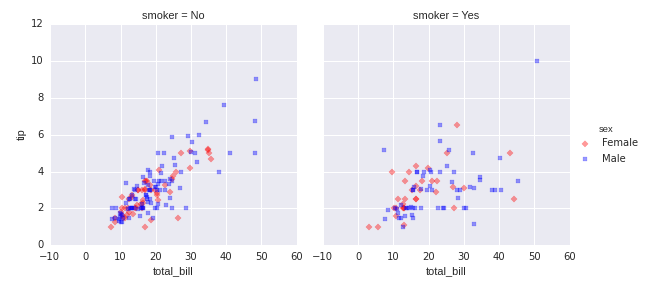 smoker = No
smoker = Yes
12
10
8
6
4
2
0
tip
−10 0 10 20 30 40 50 60
−10 0 10 20 30 40 50 60
total_bill
total_bill
sex
Female
Male